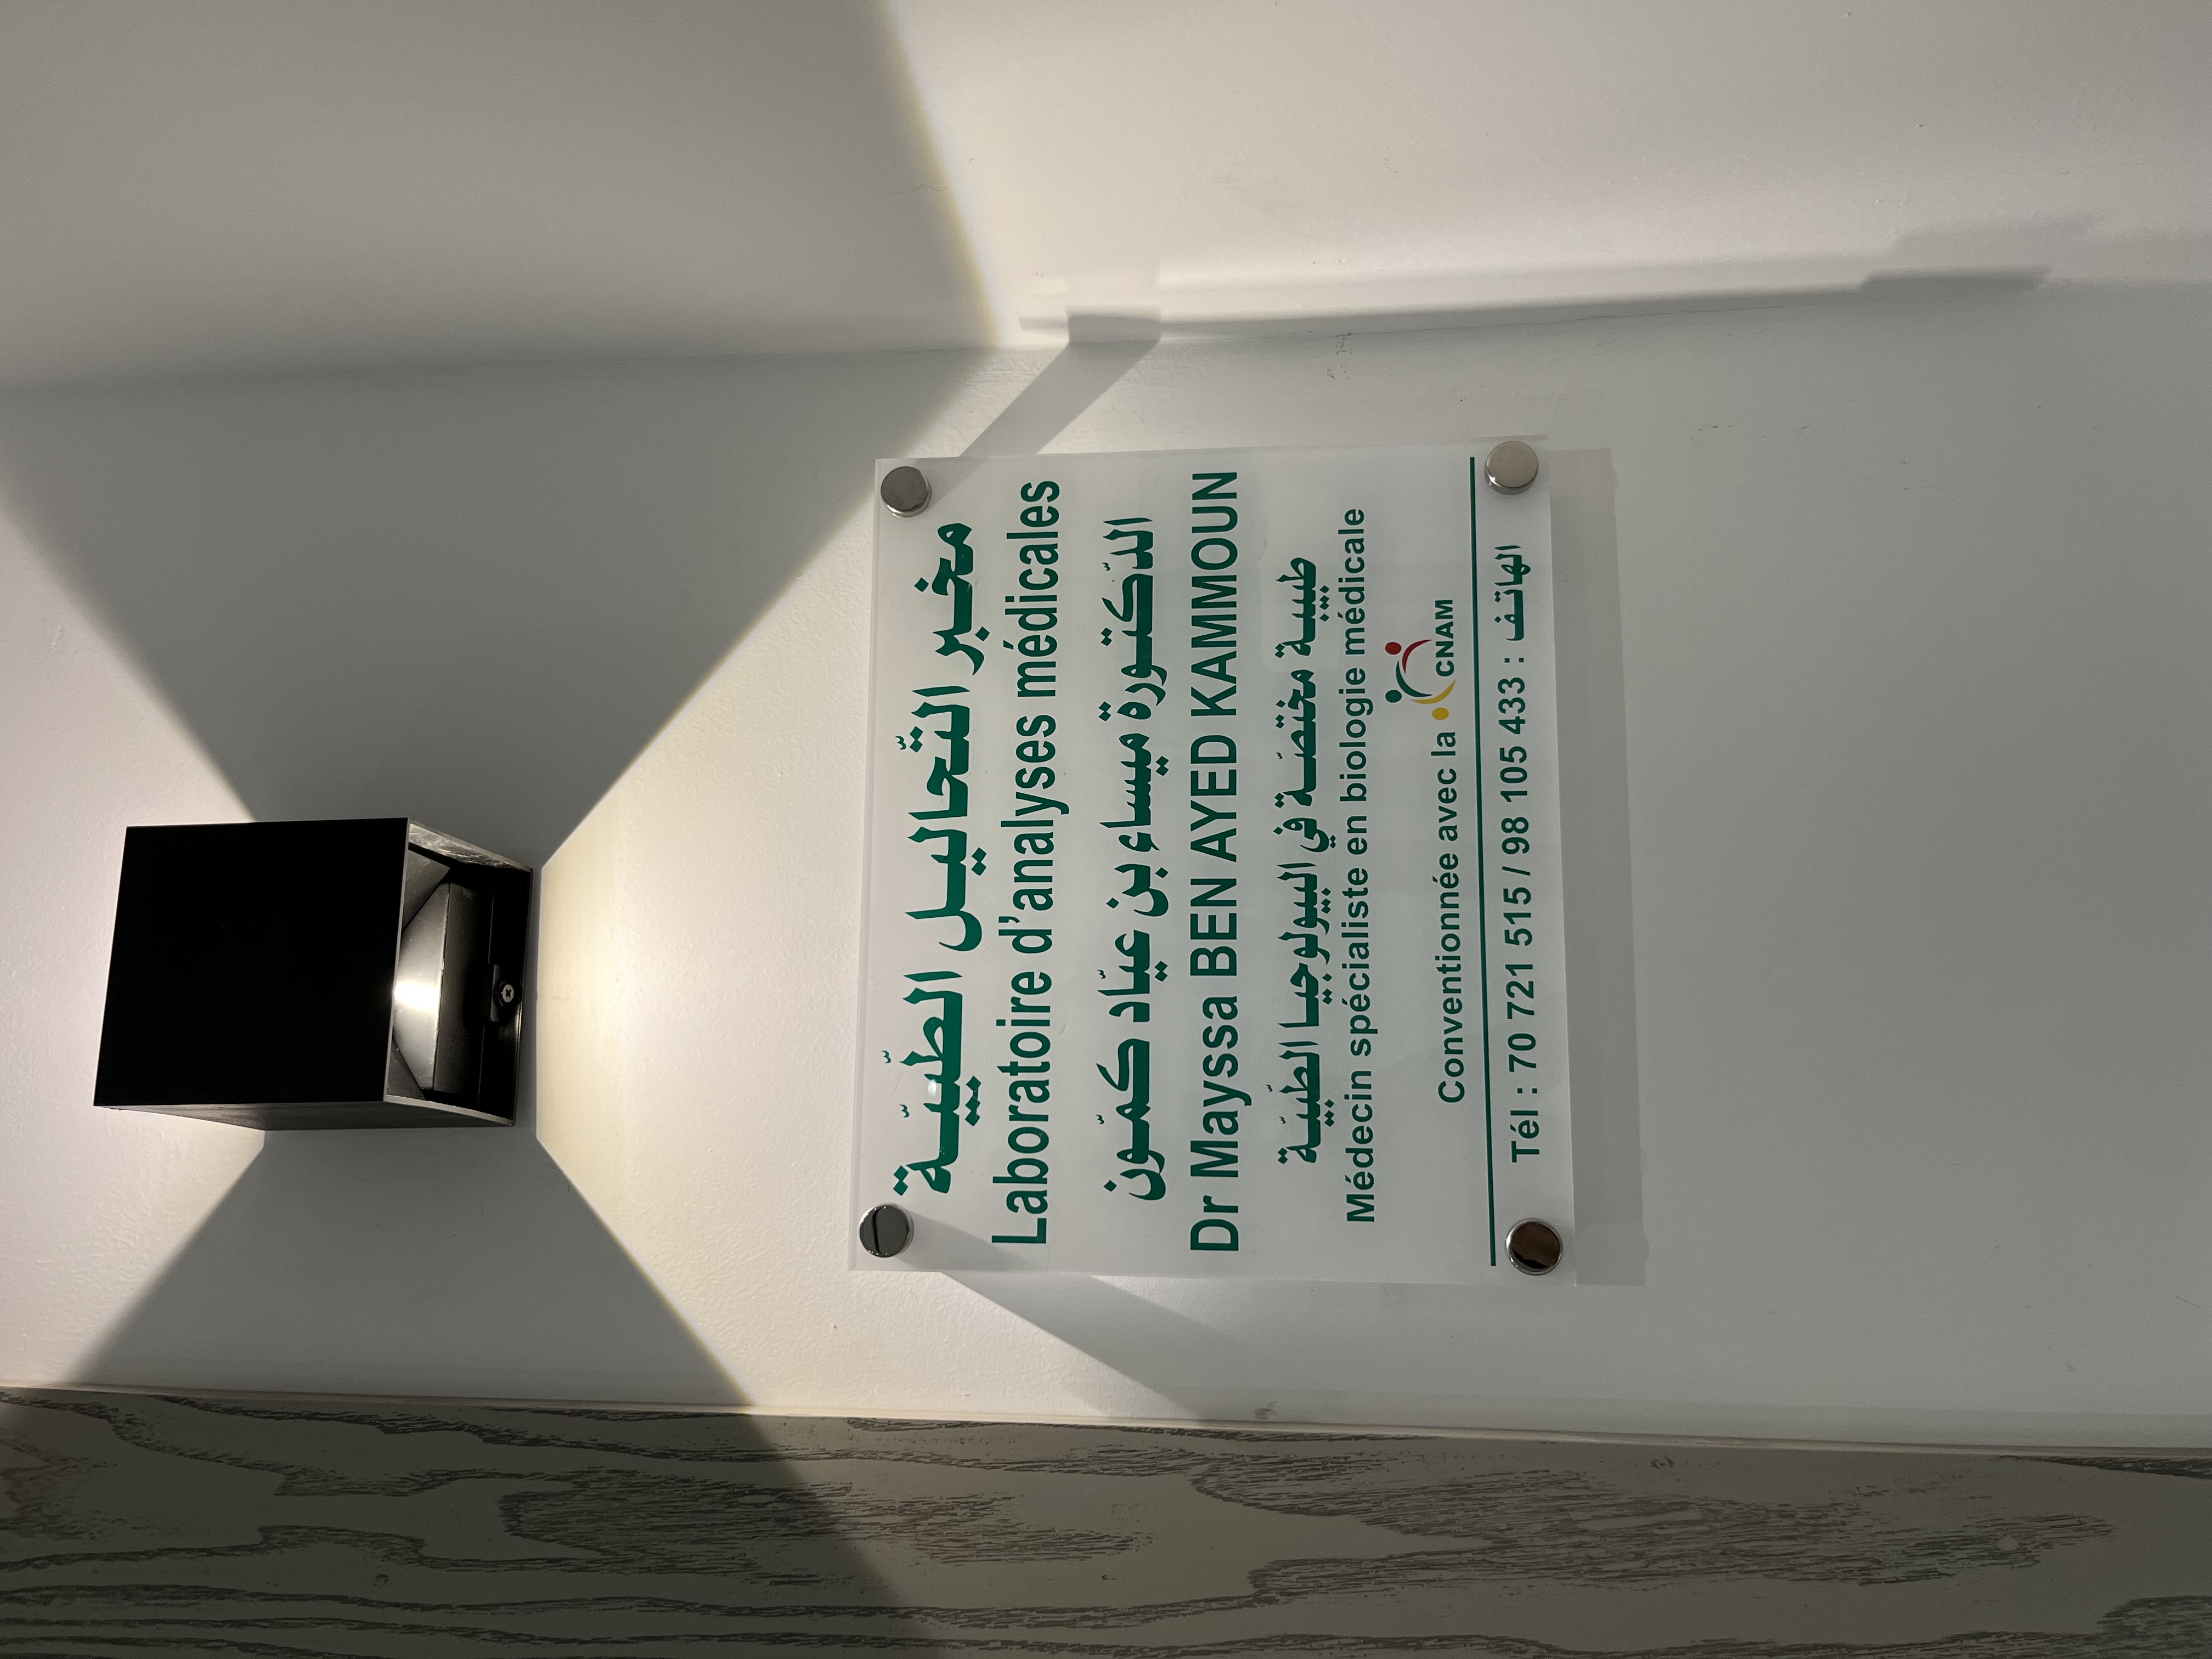 مخبر التّحاليل الطّبيّة
Laboratoire d'analyses médicales
الدّكتورة ميساء بن عيّاد كمّون
Dr Mayssa BEN AYED KAMMOUN
طبيبة مختصّة في البيولوجيا الطّبيّة
Médecin spécialiste en biologie médicale
Conventionnée avec la CNAM
Tél : 70 721 515 / 98 105 433 : الهاتف